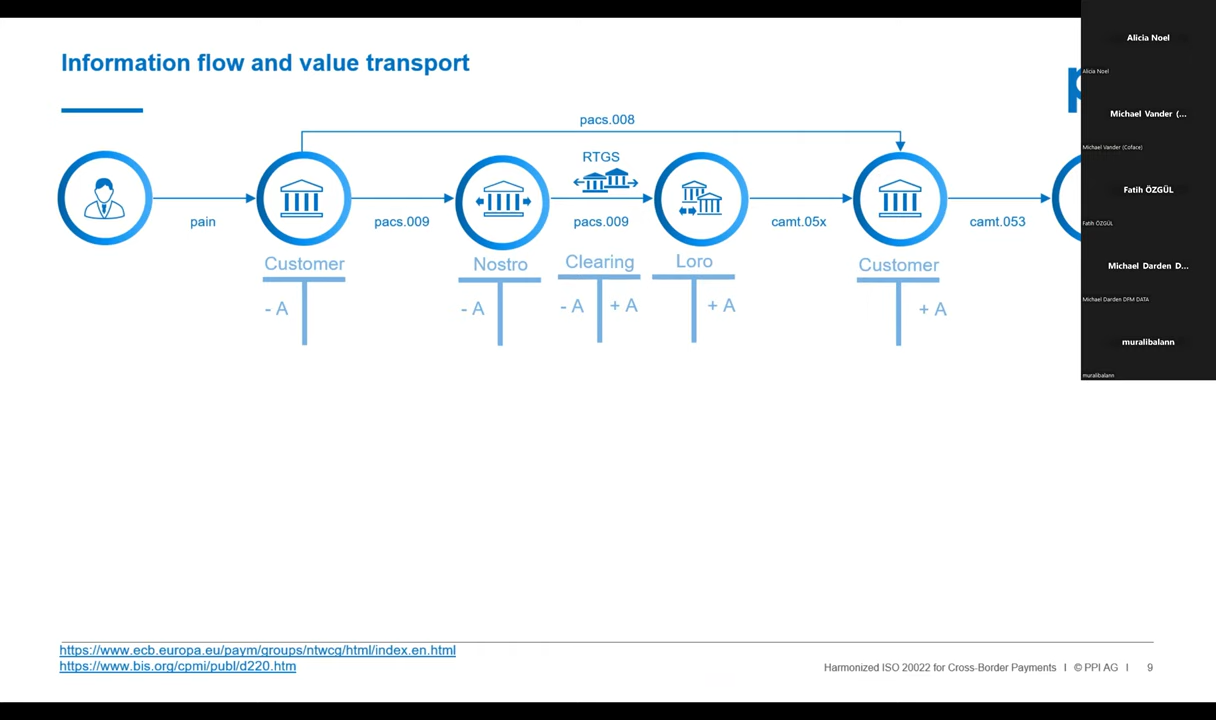 Information flow and value transport
pacs.008
RTGS
pain
pacs.009
pacs.009
camt.05x
camt.053
Customer
Nostro
Clearing
Loro
Customer
- A
- A
- A
+ A
+ A
+ A
https://www.ecb.europa.eu/paym/groups/ntwcg/html/index.en.html
https://www.bis.org/cpmi/publ/d220.htm
Harmonized ISO 20022 for Cross-Border Payments I © PPI AG I 9
p
Alicia Noel
Alicia Noel
Michael Vander (...
Michael Vander (Coface)
Fatih ÖZGÜL
Fatih ÖZGÜL
Michael Darden D...
Michael Darden DFM DATA
muralibalann
muralibalann